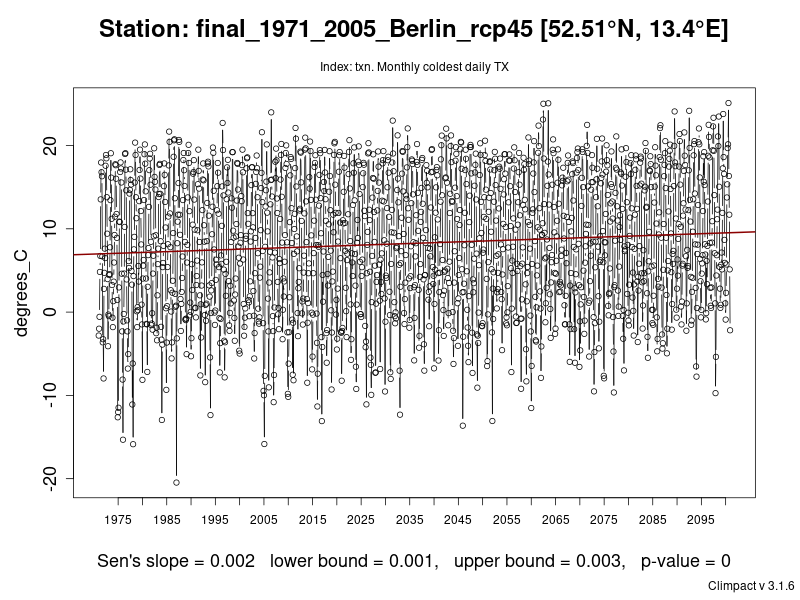 Station: final_1971_2005_Berlin_rcp45 [52.51°N, 13.4°E]
Index: txn. Monthly coldest daily TX
degrees_C
20
10
0
-10
-20
1975 1985 1995 2005 2015 2025 2035 2045 2055 2065 2075 2085 2095
Sen's slope = 0.002 lower bound = 0.001, upper bound = 0.003, p-value = 0
Climpact v 3.1.6